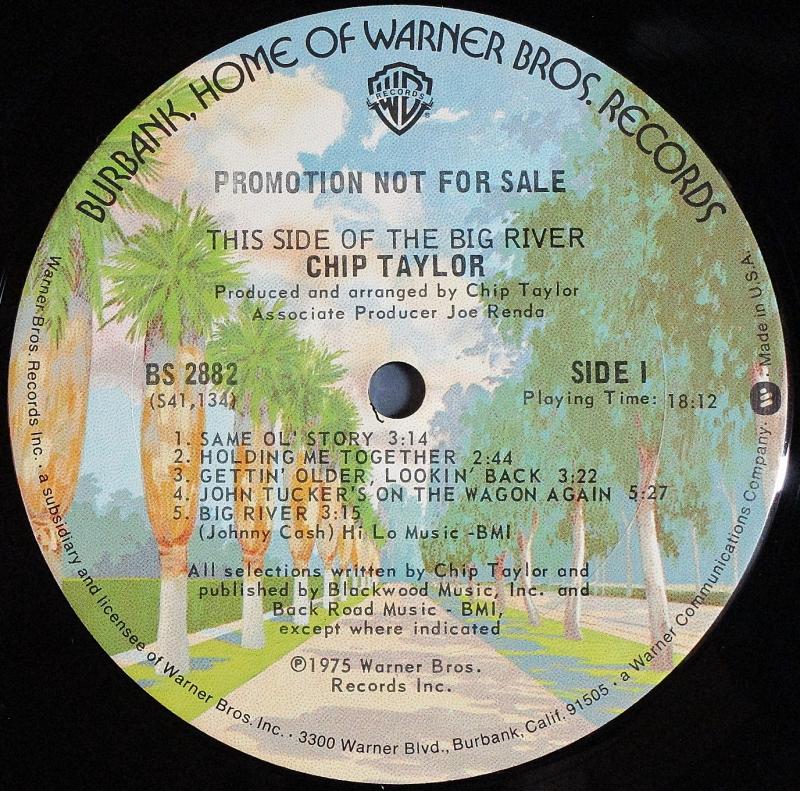 BURBANK, HOME OF WARNER BROS. RECORDS
W B
RECORDS
®
PROMOTION NOT FOR SALE
THIS SIDE OF THE BIG RIVER
CHIP TAYLOR
Produced and arranged by Chip Taylor
Associate Producer Joe Renda
BS 2882
(S41,134)
SIDE I
Playing Time: 18:12
1. SAME OL' STORY 3:14
2. HOLDING ME TOGETHER 2:44
3. GETTIN' OLDER, LOOKIN' BACK 3:22
4. JOHN TUCKER'S ON THE WAGON AGAIN 5:27
5. BIG RIVER 3:15
(Johnny Cash) Hi Lo Music -BMI
All selections written by Chip Taylor and
published by Blackwood Music, Inc. and
Back Road Music - BMI,
except where indicated
℗1975 Warner Bros.
Records Inc.
Warner Bros. Records Inc. · a subsidiary and licensee of Warner Bros. Inc. · 3300 Warner Blvd., Burbank, Calif. 91505 · a Warner Communications Company. Made in U.S.A.